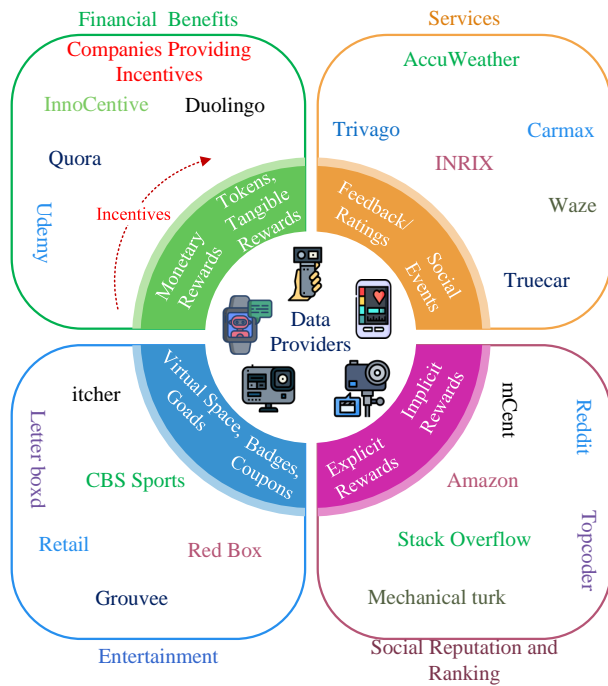 Financial Benefits
Companies Providing
Incentives
InnoCentive
Duolingo
Quora
Udemy
Incentives
Monetary
Rewards
Tokens,
Tangible
Rewards
Services
AccuWeather
Trivago
Carmax
INRIX
Waze
Truecar
Feedback/
Ratings
Social
Events
Data
Providers
itcher
Letter boxd
CBS Sports
Retail
Red Box
Grouvee
Virtual Space, Badges,
Goads
Coupons
Entertainment
Explicit
Rewards
Implicit
Rewards
mCent
Reddit
Amazon
Stack Overflow
Topcoder
Mechanical turk
Social Reputation and
Ranking